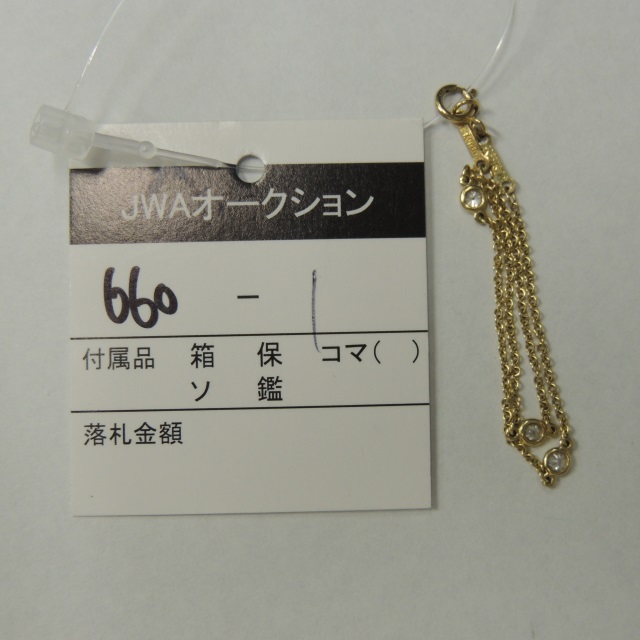 JWAオークション
660 - 1
付属品 箱 保 コマ( )
ソ 鑑
落札金額